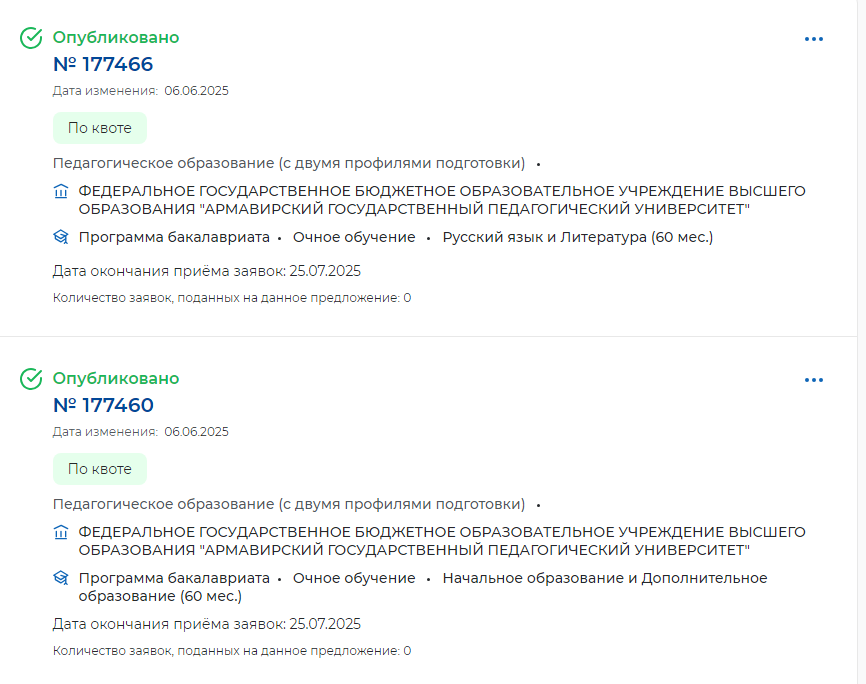 Опубликовано
№ 177466
Дата изменения: 06.06.2025
По квоте
Педагогическое образование (с двумя профилями подготовки) •
ФЕДЕРАЛЬНОЕ ГОСУДАРСТВЕННОЕ БЮДЖЕТНОЕ ОБРАЗОВАТЕЛЬНОЕ УЧРЕЖДЕНИЕ ВЫСШЕГО
ОБРАЗОВАНИЯ "АРМАВИРСКИЙ ГОСУДАРСТВЕННЫЙ ПЕДАГОГИЧЕСКИЙ УНИВЕРСИТЕТ"
Программа бакалавриата • Очное обучение • Русский язык и Литература (60 мес.)
Дата окончания приёма заявок: 25.07.2025
Количество заявок, поданных на данное предложение: 0
Опубликовано
№ 177460
Дата изменения: 06.06.2025
По квоте
Педагогическое образование (с двумя профилями подготовки) •
ФЕДЕРАЛЬНОЕ ГОСУДАРСТВЕННОЕ БЮДЖЕТНОЕ ОБРАЗОВАТЕЛЬНОЕ УЧРЕЖДЕНИЕ ВЫСШЕГО
ОБРАЗОВАНИЯ "АРМАВИРСКИЙ ГОСУДАРСТВЕННЫЙ ПЕДАГОГИЧЕСКИЙ УНИВЕРСИТЕТ"
Программа бакалавриата • Очное обучение • Начальное образование и Дополнительное
образование (60 мес.)
Дата окончания приёма заявок: 25.07.2025
Количество заявок, поданных на данное предложение: 0